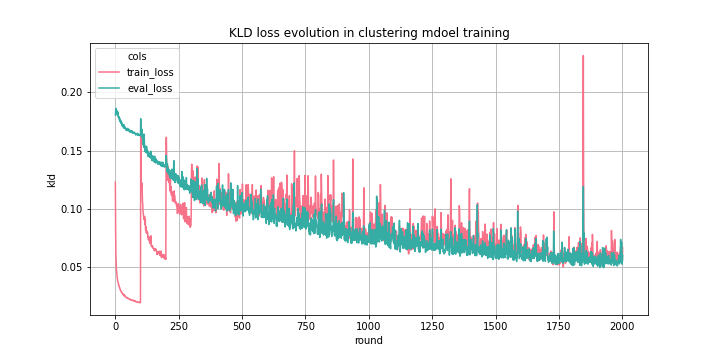 KLD loss evolution in clustering mdoel training
cols
train_loss
eval_loss
0.20
0.15
0.10
0.05
kld
0 250 500 750 1000 1250 1500 1750 2000
round